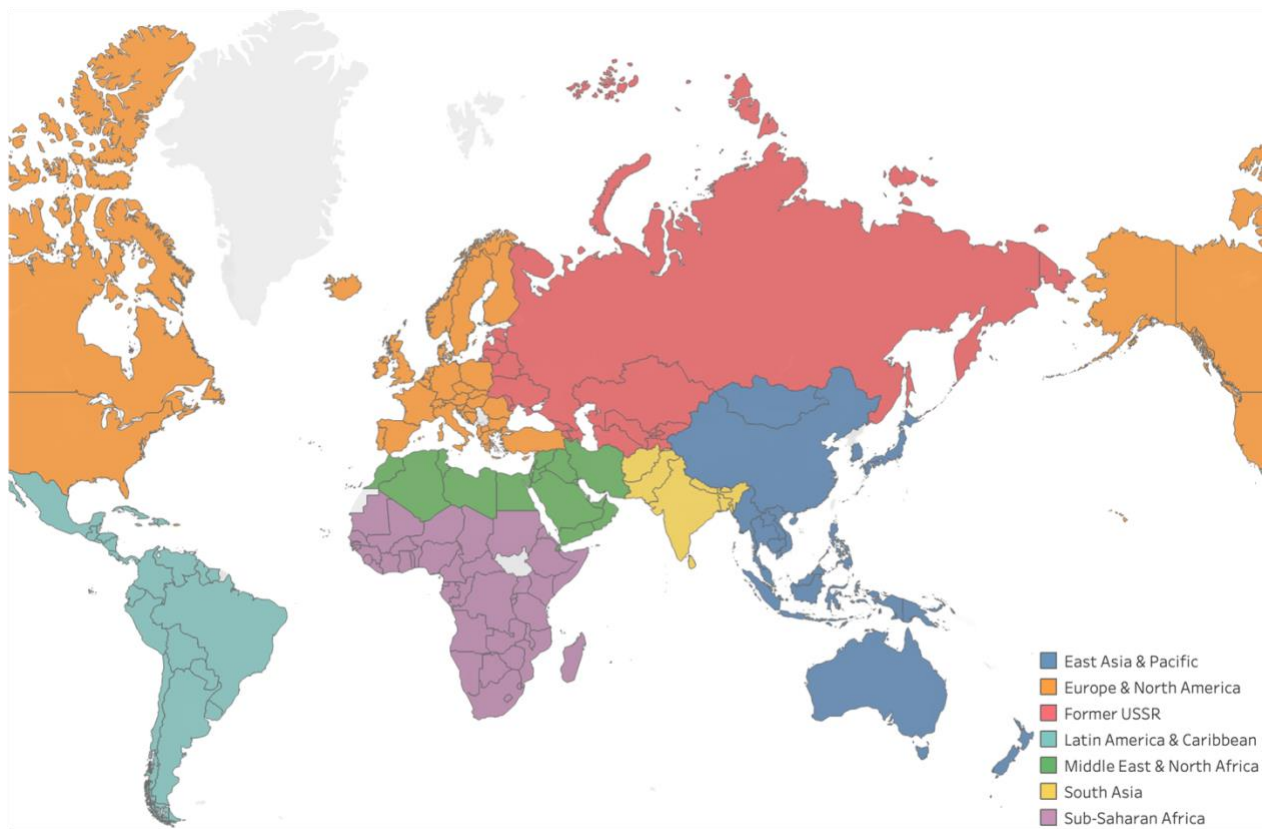 East Asia & Pacific
Europe & North America
Former USSR
Latin America & Caribbean
Middle East & North Africa
South Asia
Sub-Saharan Africa